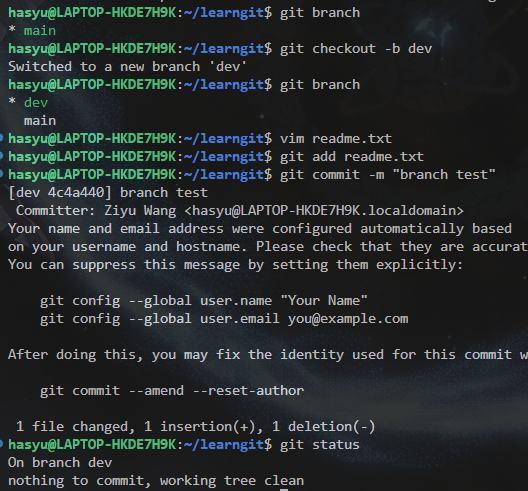 hasyu@LAPTOP-HKDE7H9K:~/learngit$ git branch
* main
hasyu@LAPTOP-HKDE7H9K:~/learngit$ git checkout -b dev
Switched to a new branch 'dev'
hasyu@LAPTOP-HKDE7H9K:~/learngit$ git branch
* dev
  main
hasyu@LAPTOP-HKDE7H9K:~/learngit$ vim readme.txt
hasyu@LAPTOP-HKDE7H9K:~/learngit$ git add readme.txt
hasyu@LAPTOP-HKDE7H9K:~/learngit$ git commit -m "branch test"
[dev 4c4a440] branch test
 Committer: Ziyu Wang <hasyu@LAPTOP-HKDE7H9K.localdomain>
Your name and email address were configured automatically based
on your username and hostname. Please check that they are accurat
You can suppress this message by setting them explicitly:

    git config --global user.name "Your Name"
    git config --global user.email you@example.com

After doing this, you may fix the identity used for this commit w

    git commit --amend --reset-author

 1 file changed, 1 insertion(+), 1 deletion(-)
hasyu@LAPTOP-HKDE7H9K:~/learngit$ git status
On branch dev
nothing to commit, working tree clean